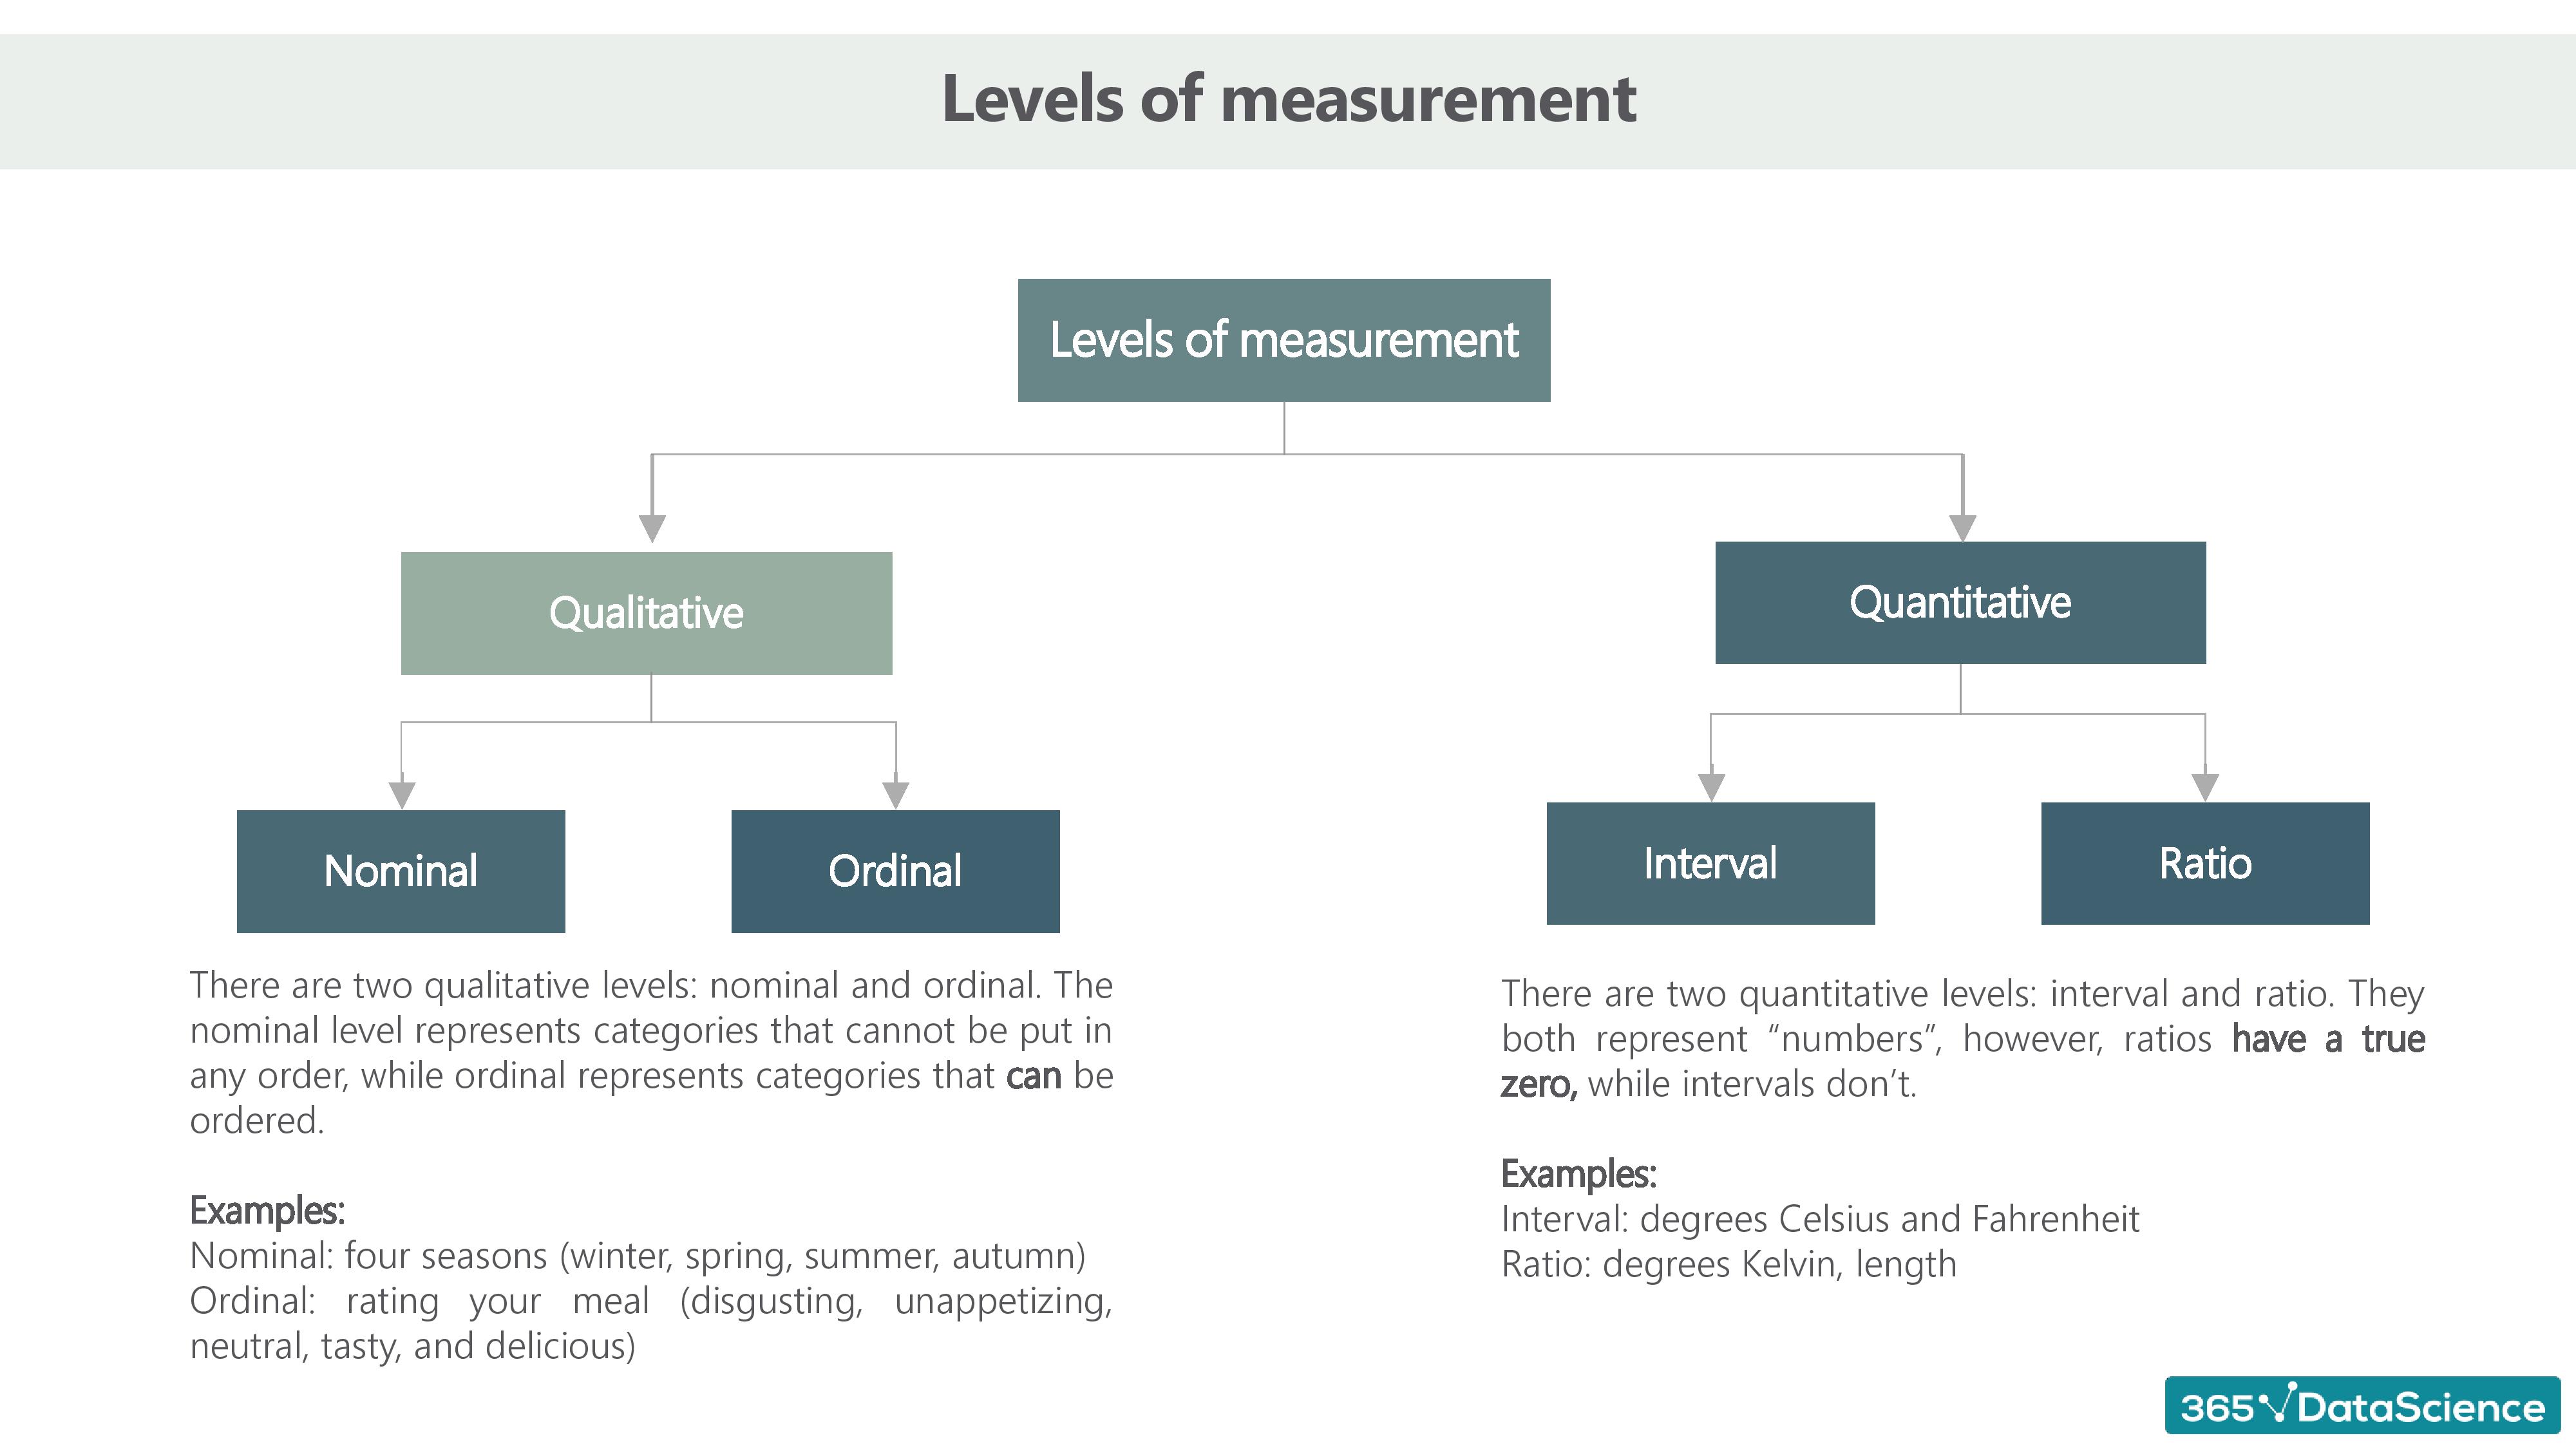 Levels of measurement
Levels of measurement
Qualitative
Quantitative
Nominal
Ordinal
Interval
Ratio
There are two qualitative levels: nominal and ordinal. The
nominal level represents categories that cannot be put in
any order, while ordinal represents categories that can be
ordered.
Examples:
Nominal: four seasons (winter, spring, summer, autumn)
Ordinal: rating your meal (disgusting, unappetizing,
neutral, tasty, and delicious)
There are two quantitative levels: interval and ratio. They
both represent “numbers”, however, ratios have a true
zero, while intervals don’t.
Examples:
Interval: degrees Celsius and Fahrenheit
Ratio: degrees Kelvin, length
365 DataScience